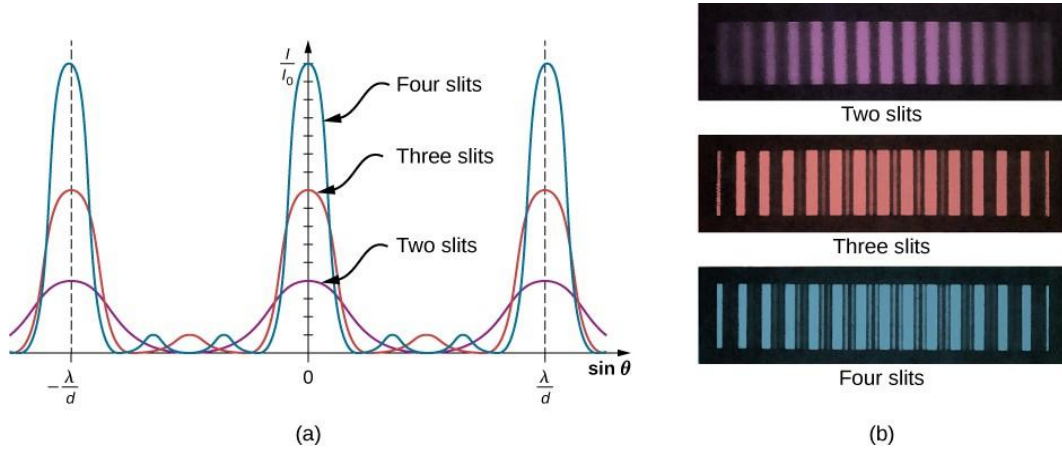 I/I₀
Four slits
Three slits
Two slits
sin θ
−λ/d
0
λ/d
(a)
Two slits
Three slits
Four slits
(b)